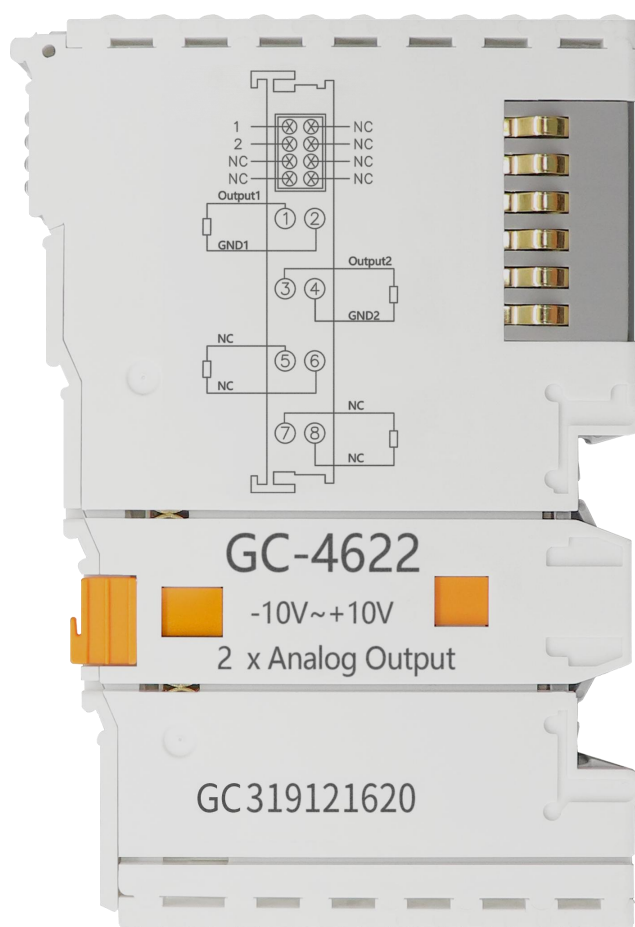 1 NC
2 NC
NC NC
NC NC
Output1
1 2
GND1
Output2
3 4
GND2
NC
5 6
NC
NC
7 8
NC
GC-4622
-10V~+10V
2 x Analog Output
GC319121620